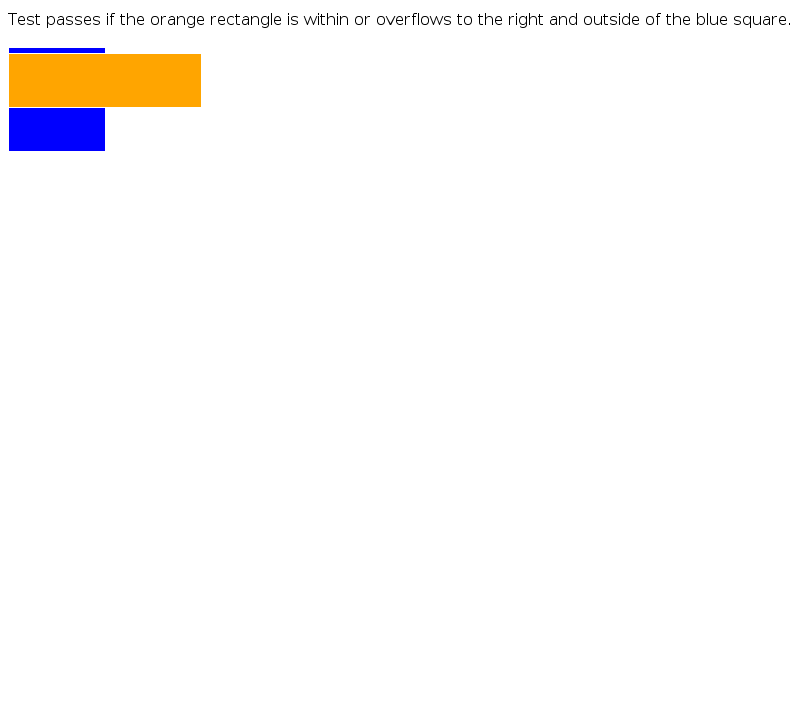 Test passes if the orange rectangle is within or overflows to the right and outside of the blue square.